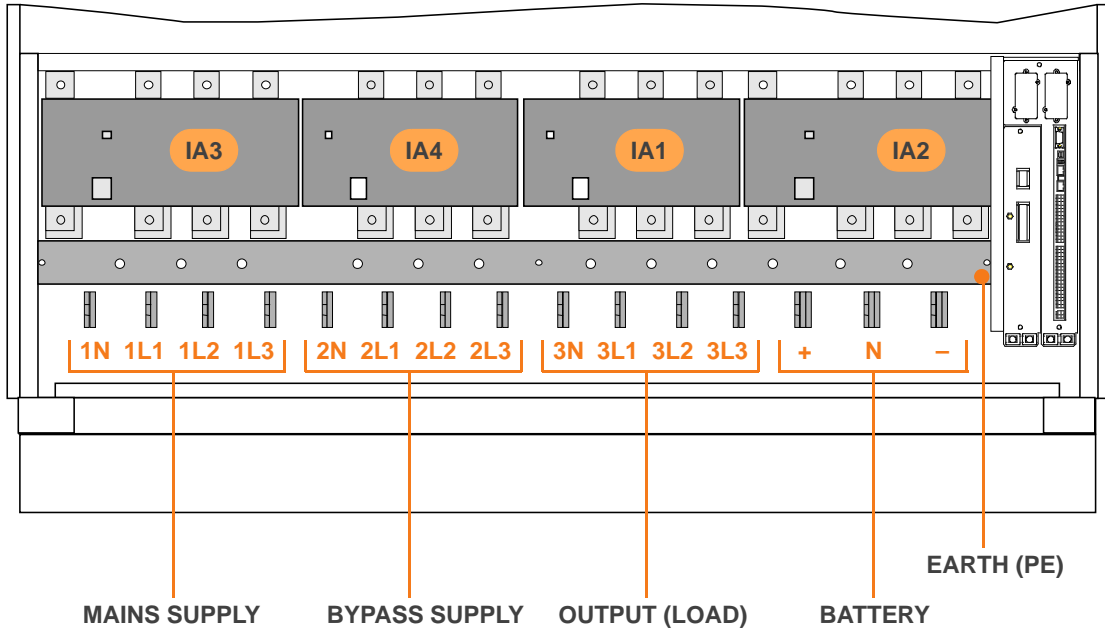 IA3 IA4 IA1 IA2
1N 1L1 1L2 1L3 2N 2L1 2L2 2L3 3N 3L1 3L2 3L3 + N –
EARTH (PE)
MAINS SUPPLY BYPASS SUPPLY OUTPUT (LOAD) BATTERY